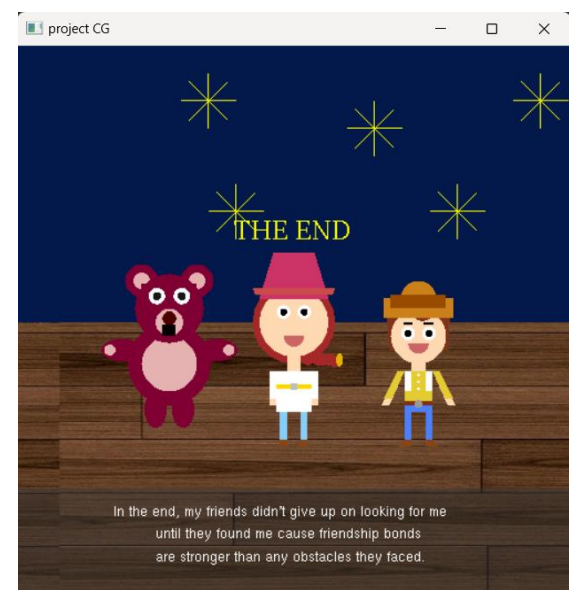 project CG
THE END
In the end, my friends didn't give up on looking for me
until they found me cause friendship bonds
are stronger than any obstacles they faced.